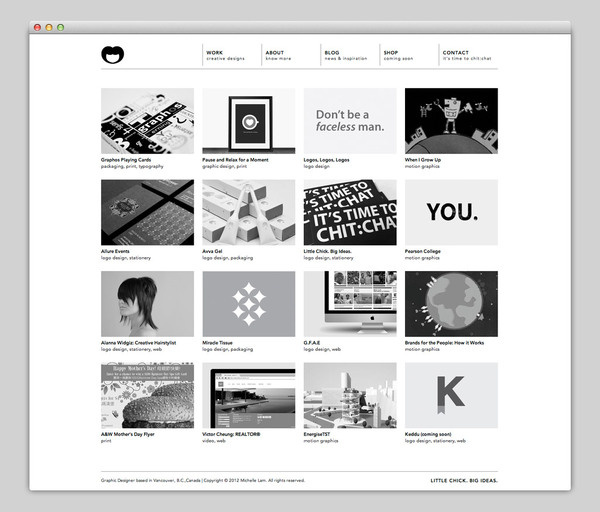 WORK
creative designs
ABOUT
know more
BLOG
news & inspiration
SHOP
coming soon
CONTACT
it's time to chit:chat
graphos
Don't be a
faceless man.
Graphos Playing Cards
packaging, print, typography
Pause and Relax for a Moment
graphic design, print
Logos, Logos, Logos
logo design
When I Grow Up
motion graphics
IT'S TIME TO
CHIT:CHAT
IT'S TIME TO
CHIT:CHAT
YOU.
Allure Events
logo design, stationery
Avva Gel
logo design, packaging
Little Chick. Big Ideas.
logo design, stationery
Pearson College
motion graphics
Alanna Widgiz: Creative Hairstylist
logo design, stationery, web
Miracle Tissue
logo design, packaging
G.F.A.E
logo design, web
Brands for the People: How it Works
motion graphics
Happy Mother's Day!
K
A&W Mother's Day Flyer
print
Victor Cheung: REALTOR®
video, web
EnergiseTST
motion graphics
Keddu (coming soon)
logo design, stationery, web
Graphic Designer based in Vancouver, B.C.,Canada | Copyright © 2012 Michelle Lam. All rights reserved.
LITTLE CHICK. BIG IDEAS.